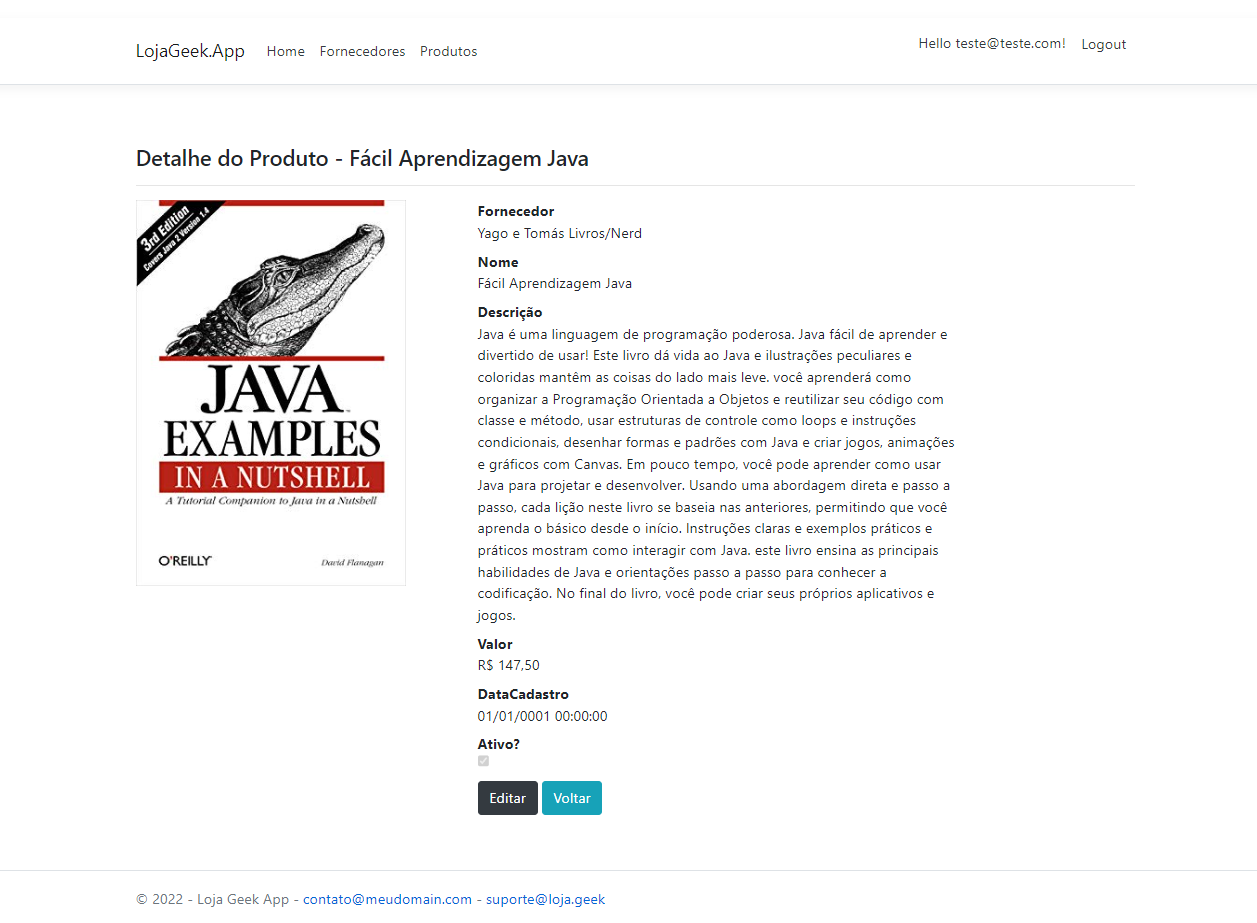 LojaGeek.App Home Fornecedores Produtos Hello teste@teste.com! Logout
Detalhe do Produto - Fácil Aprendizagem Java
3rd Edition
Covers Java 2 Version 1.4
JAVA™
EXAMPLES
IN A NUTSHELL
A Tutorial Companion to Java in a Nutshell
O'REILLY
David Flanagan
Fornecedor
Yago e Tomás Livros/Nerd
Nome
Fácil Aprendizagem Java
Descrição
Java é uma linguagem de programação poderosa. Java fácil de aprender e
divertido de usar! Este livro dá vida ao Java e ilustrações peculiares e
coloridas mantêm as coisas do lado mais leve. você aprenderá como
organizar a Programação Orientada a Objetos e reutilizar seu código com
classe e método, usar estruturas de controle como loops e instruções
condicionais, desenhar formas e padrões com Java e criar jogos, animações
e gráficos com Canvas. Em pouco tempo, você pode aprender como usar
Java para projetar e desenvolver. Usando uma abordagem direta e passo a
passo, cada lição neste livro se baseia nas anteriores, permitindo que você
aprenda o básico desde o início. Instruções claras e exemplos práticos e
práticos mostram como interagir com Java. este livro ensina as principais
habilidades de Java e orientações passo a passo para conhecer a
codificação. No final do livro, você pode criar seus próprios aplicativos e
jogos.
Valor
R$ 147,50
DataCadastro
01/01/0001 00:00:00
Ativo?
Editar Voltar
© 2022 - Loja Geek App - contato@meudomain.com - suporte@loja.geek